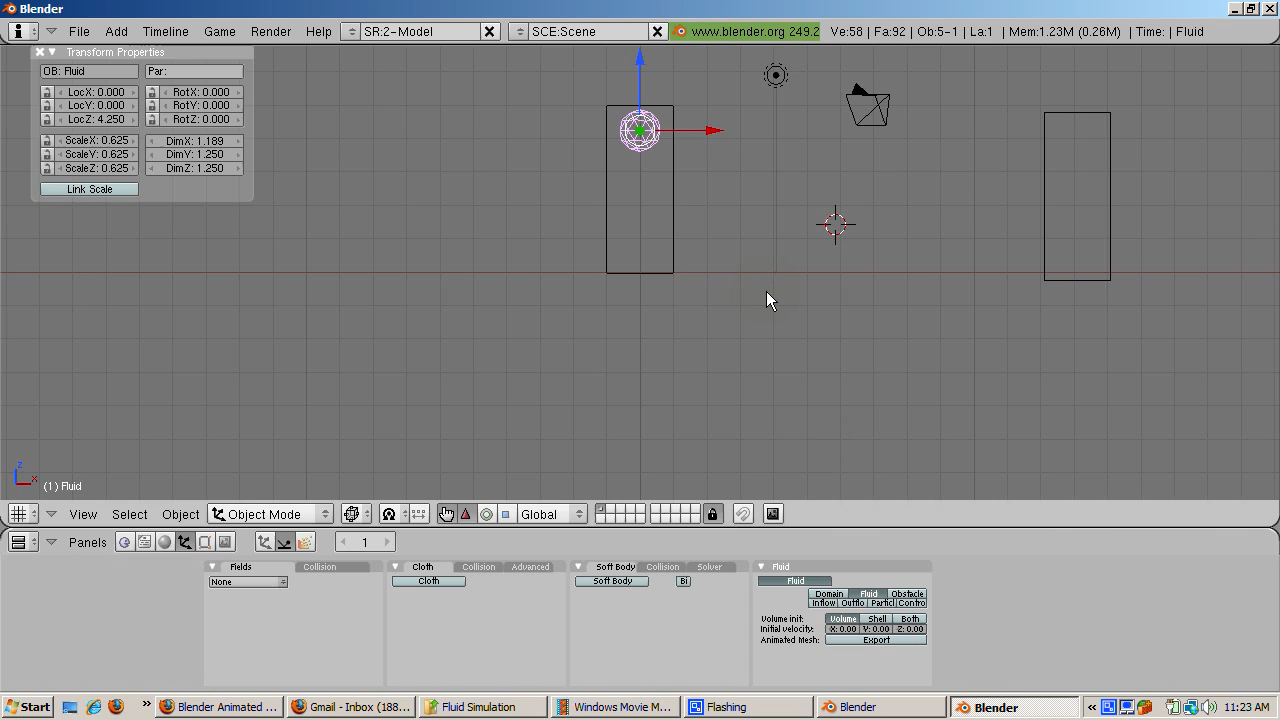 Blender
File Add Timeline Game Render Help SR:2-Model SCE:Scene www.blender.org 249.2 Ve:58 | Fa:92 | Ob:5-1 | La:1 | Mem:1.23M (0.26M) | Time: | Fluid
Transform Properties
OB: Fluid Par:
LocX: 0.000 RotX: 0.000
LocY: 0.000 RotY: 0.000
LocZ: 4.250 RotZ: 0.000
ScaleX: 0.625 DimX: 1.189
ScaleY: 0.625 DimY: 1.250
ScaleZ: 0.625 DimZ: 1.250
Link Scale
z
x
(1) Fluid
View Select Object Object Mode Global
Panels 1
Fields Collision Cloth Collision Advanced Soft Body Collision Solver Fluid
None Cloth Soft Body Bi Fluid
Domain Fluid Obstacle
Inflow Outflo Particl Contro
Volume init: Volume Shell Both
Initial velocity: X: 0.00 Y: 0.00 Z: 0.00
Animated Mesh: Export
Start » Blender Animated ... Gmail - Inbox (188... Fluid Simulation Windows Movie M... Flashing Blender Blender « 11:23 AM